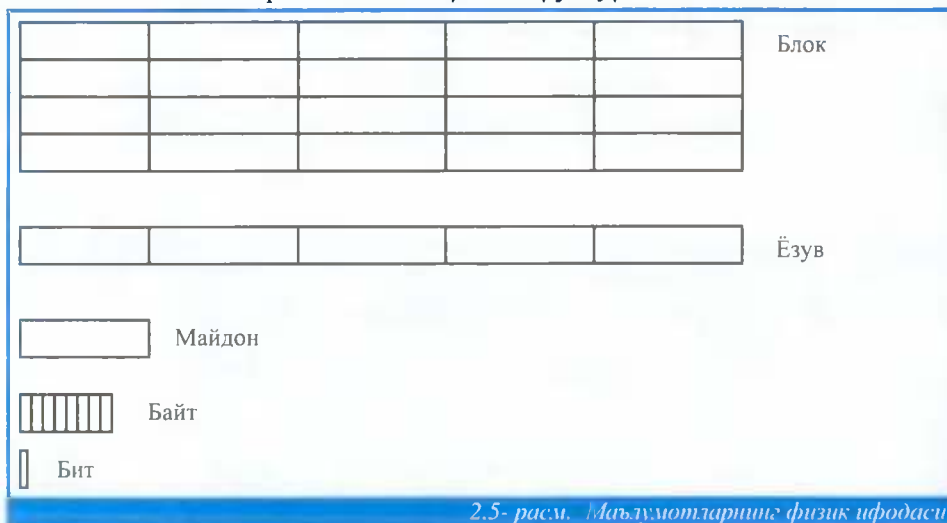 Блок
Ёзув
Майдон
Байт
Бит
2.5- расм. Маълумотларнинг физик ифодаси